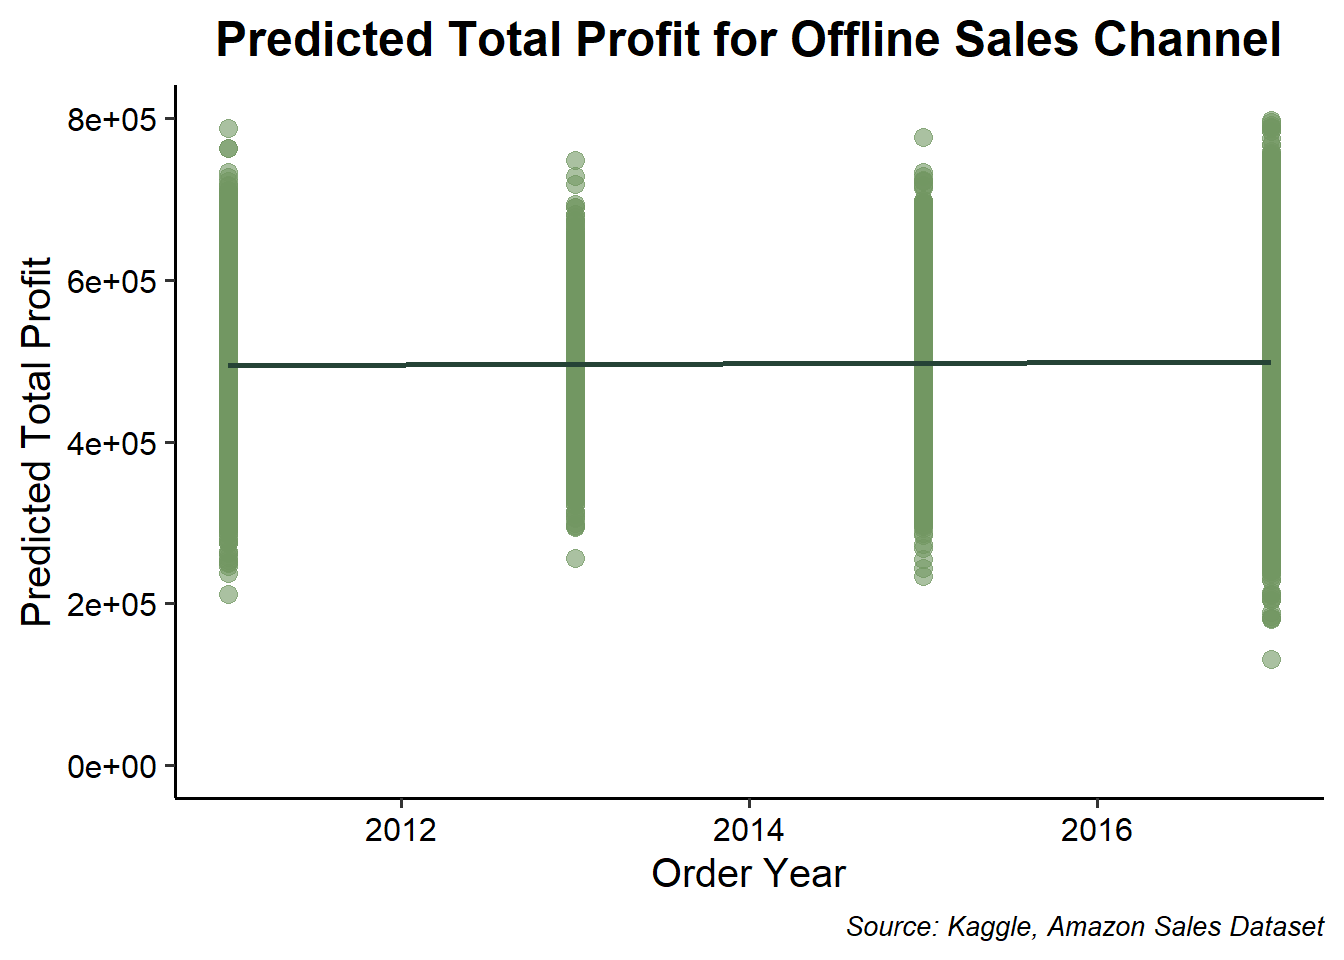 Predicted Total Profit for Offline Sales Channel
8e+05
6e+05
4e+05
2e+05
0e+00
Predicted Total Profit
2012 2014 2016
Order Year
Source: Kaggle, Amazon Sales Dataset